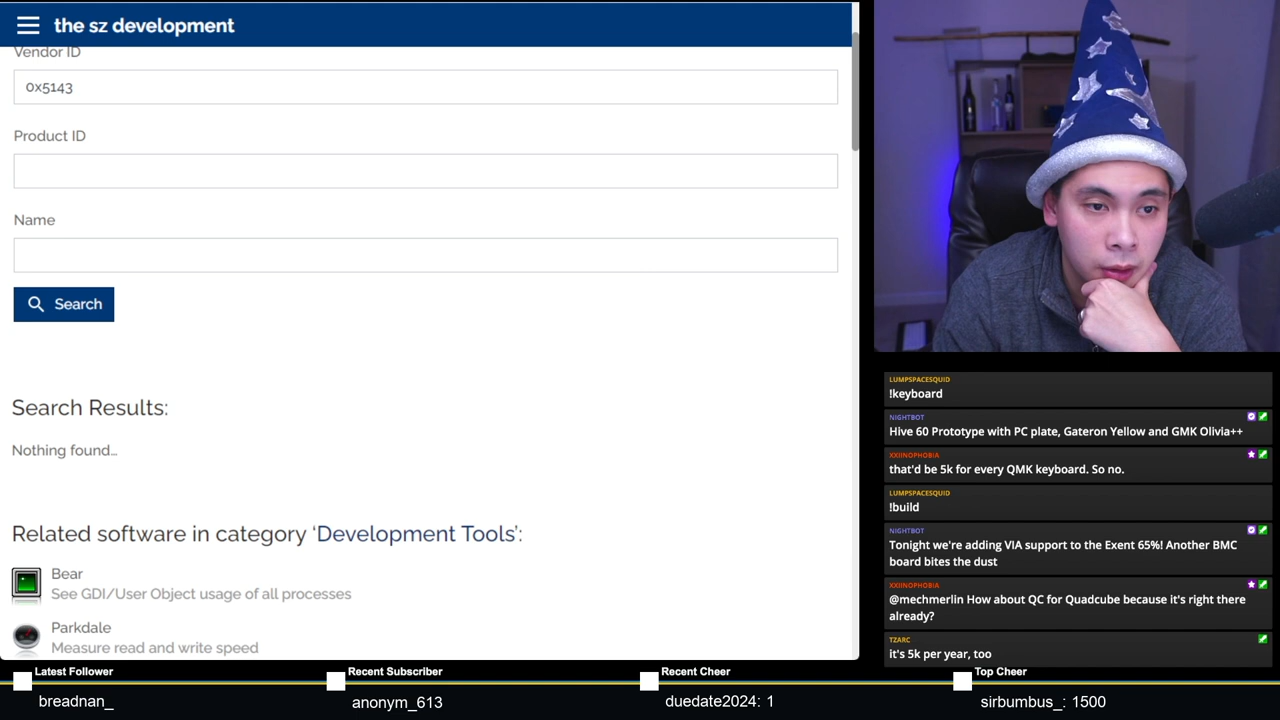 the sz development
Vendor ID
0x5143
Product ID
Name
Search
Search Results:
Nothing found...
Related software in category ‘Development Tools’:
Bear
See GDI/User Object usage of all processes
Parkdale
Measure read and write speed
LUMPSPACESQUID
!keyboard
NIGHTBOT
Hive 60 Prototype with PC plate, Gateron Yellow and GMK Olivia++
XXIINOPHOBIA
that'd be 5k for every QMK keyboard. So no.
LUMPSPACESQUID
!build
NIGHTBOT
Tonight we're adding VIA support to the Exent 65%! Another BMC
board bites the dust
XXIINOPHOBIA
@mechmerlin How about QC for Quadcube because it's right there
already?
TZARC
it's 5k per year, too
Latest Follower
breadnan_
Recent Subscriber
anonym_613
Recent Cheer
duedate2024: 1
Top Cheer
sirbumbus_: 1500